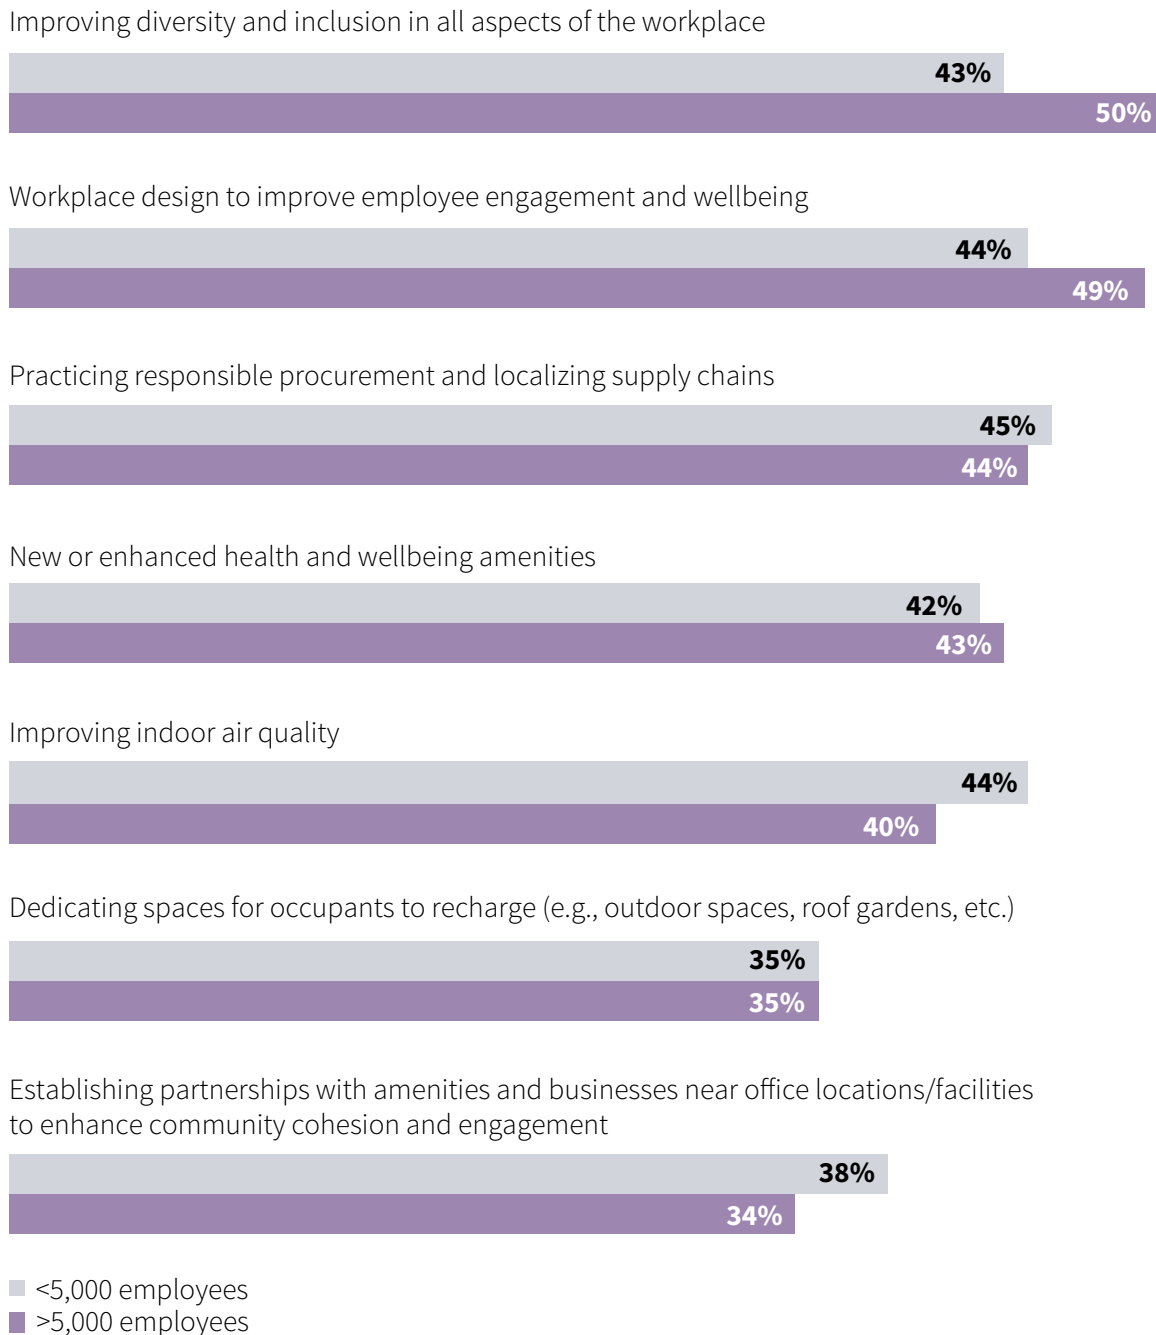 Improving diversity and inclusion in all aspects of the workplace
43%
50%
Workplace design to improve employee engagement and wellbeing
44%
49%
Practicing responsible procurement and localizing supply chains
45%
44%
New or enhanced health and wellbeing amenities
42%
43%
Improving indoor air quality
44%
40%
Dedicating spaces for occupants to recharge (e.g., outdoor spaces, roof gardens, etc.)
35%
35%
Establishing partnerships with amenities and businesses near office locations/facilities
to enhance community cohesion and engagement
38%
34%
<5,000 employees
>5,000 employees